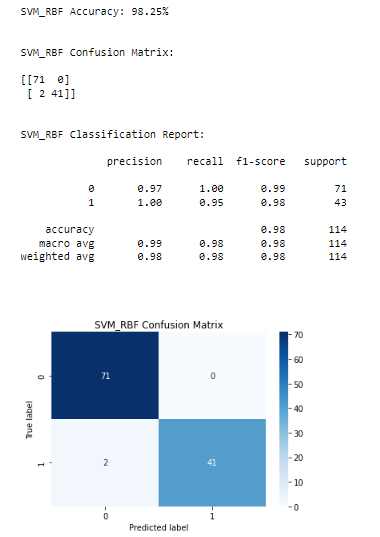 SVM_RBF Accuracy: 98.25%
SVM_RBF Confusion Matrix:
[[71  0]
 [ 2 41]]
SVM_RBF Classification Report:
precision    recall  f1-score   support
0       0.97      1.00      0.99        71
1       1.00      0.95      0.98        43
accuracy                           0.98       114
macro avg       0.99      0.98      0.98       114
weighted avg       0.98      0.98      0.98       114
SVM_RBF Confusion Matrix
70
60
50
40
30
20
10
0
True label
0
1
71
0
2
41
0
1
Predicted label